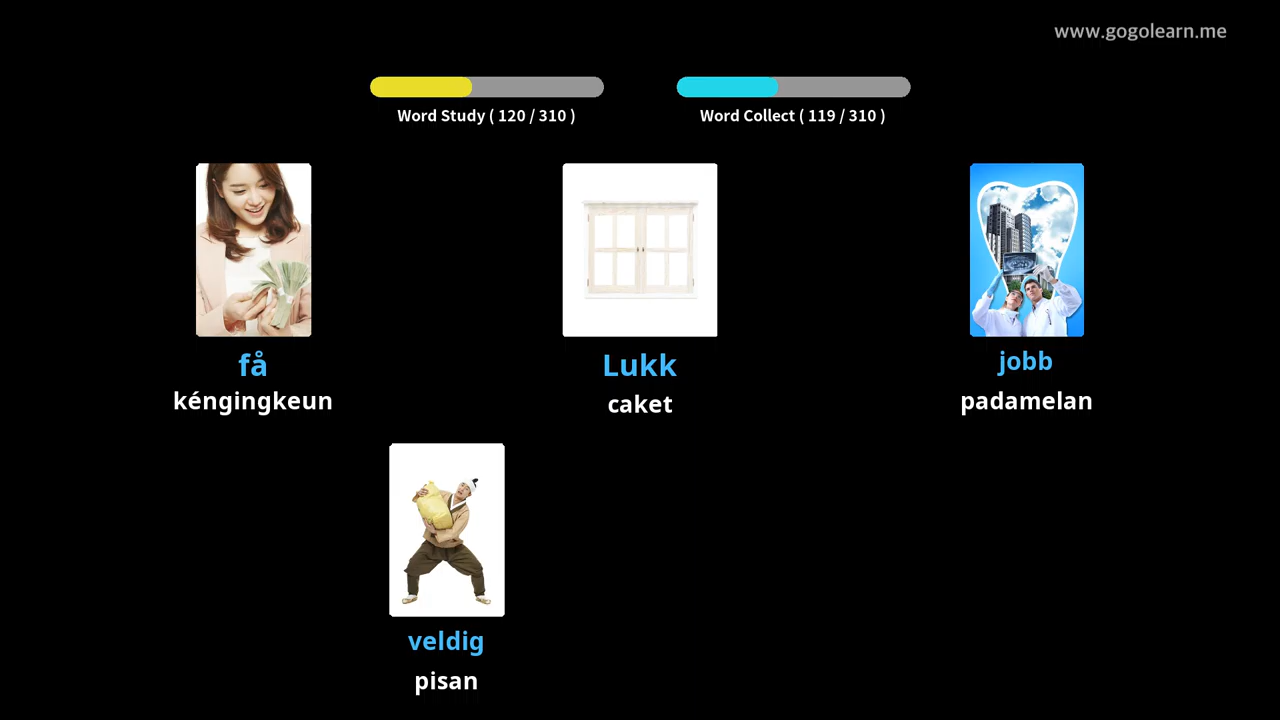 www.gogolearn.me
Word Study ( 120 / 310 )
Word Collect ( 119 / 310 )
få
kéngingkeun
Lukk
caket
jobb
padamelan
veldig
pisan